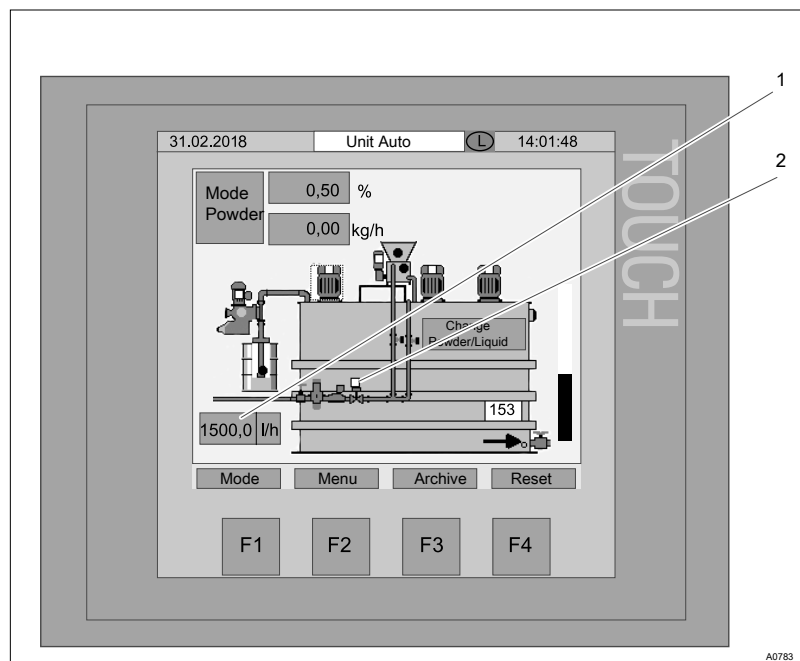 1
31.02.2018 Unit Auto L 14:01:48
2
Mode
Powder
0,50 %
0,00 kg/h
TOUCH
Change
Powder/Liquid
153
1500,0 l/h
Mode Menu Archive Reset
F1 F2 F3 F4
A0783